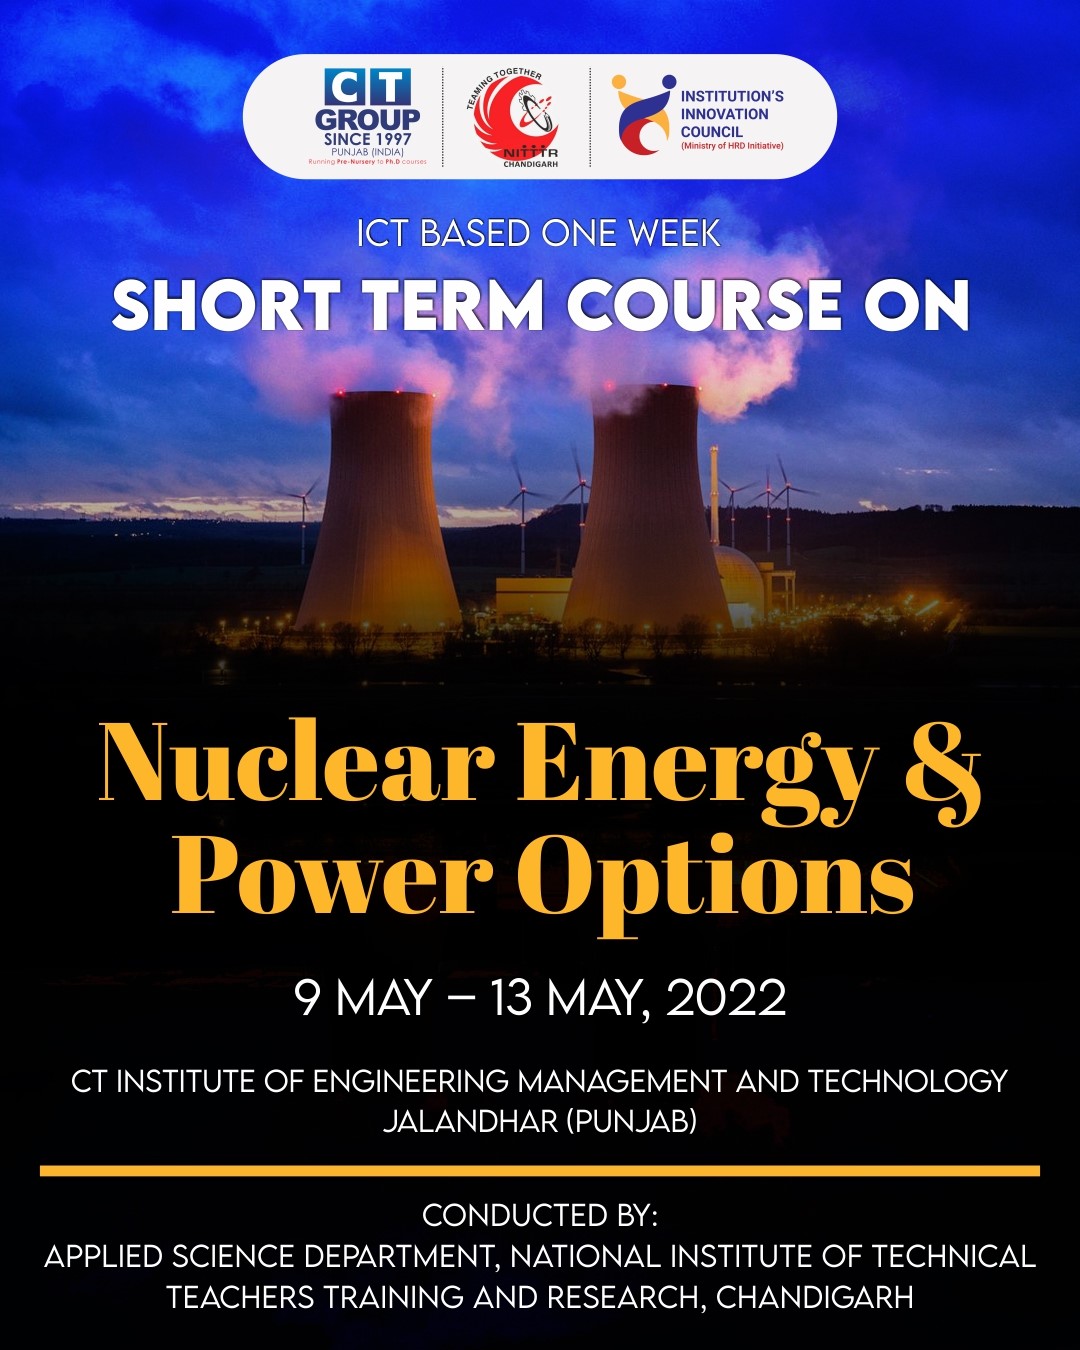 CT
GROUP
SINCE 1997
PUNJAB (INDIA)
Running Pre-Nursery to Ph.D courses
TEAMING TOGETHER
NITTTR
CHANDIGARH
INSTITUTION'S
INNOVATION
COUNCIL
(Ministry of HRD Initiative)
ICT BASED ONE WEEK
SHORT TERM COURSE ON
Nuclear Energy &
Power Options
9 MAY – 13 MAY, 2022
CT INSTITUTE OF ENGINEERING MANAGEMENT AND TECHNOLOGY
JALANDHAR (PUNJAB)
CONDUCTED BY:
APPLIED SCIENCE DEPARTMENT, NATIONAL INSTITUTE OF TECHNICAL
TEACHERS TRAINING AND RESEARCH, CHANDIGARH